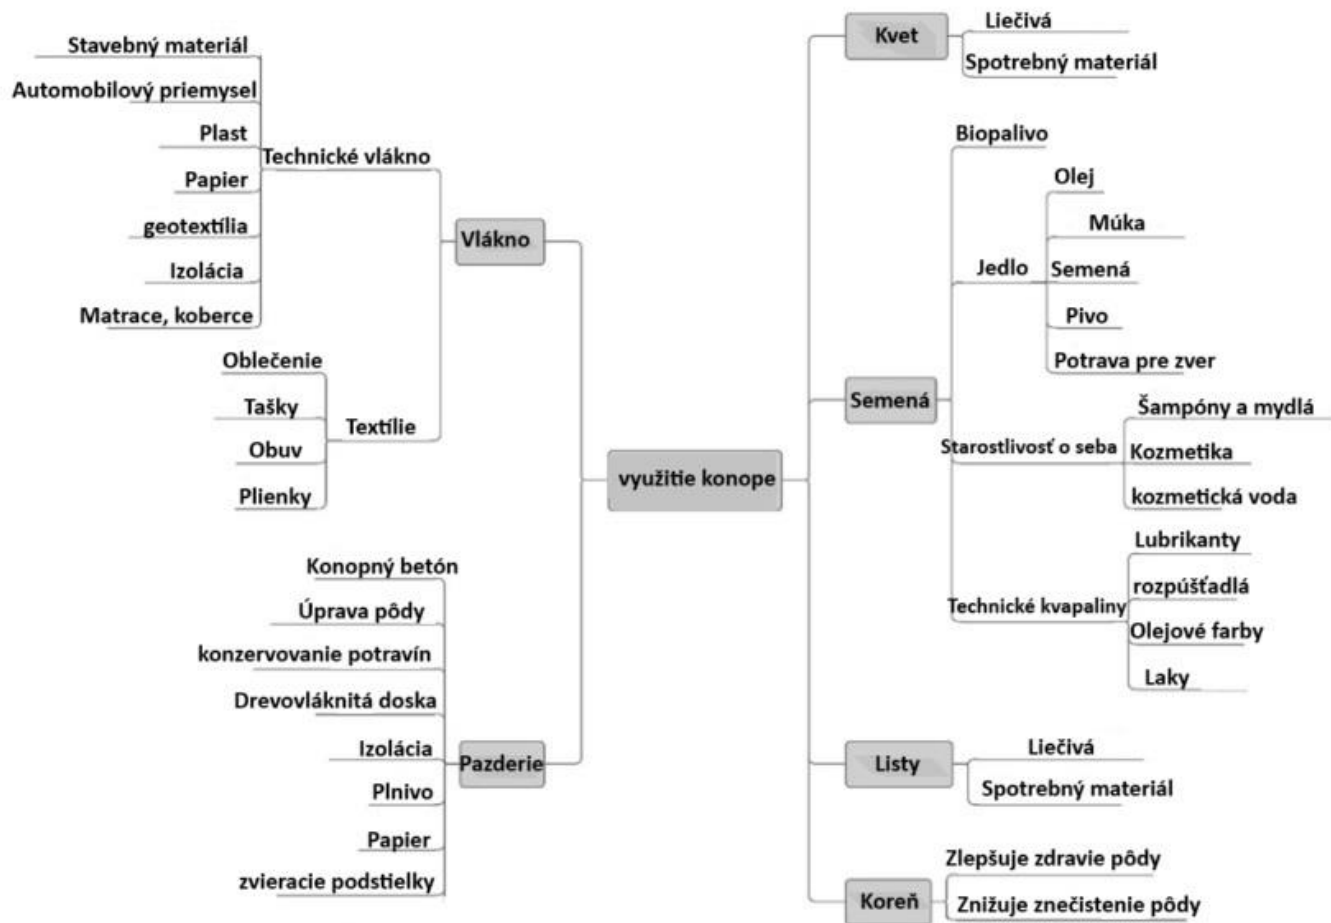 Stavebný materiál
Automobilový priemysel
Plast
Papier
geotextília
Izolácia
Matrace, koberce
Technické vlákno
Oblečenie
Tašky
Obuv
Plienky
Textílie
Vlákno
Konopný betón
Úprava pôdy
konzervovanie potravín
Drevovláknitá doska
Izolácia
Plnivo
Papier
zvieracie podstielky
Pazderie
využitie konope
Kvet
Liečivá
Spotrebný materiál
Semená
Biopalivo
Jedlo
Olej
Múka
Semená
Pivo
Potrava pre zver
Starostlivosť o seba
Šampóny a mydlá
Kozmetika
kozmetická voda
Technické kvapaliny
Lubrikanty
rozpúšťadlá
Olejové farby
Laky
Listy
Liečivá
Spotrebný materiál
Koreň
Zlepšuje zdravie pôdy
Znižuje znečistenie pôdy